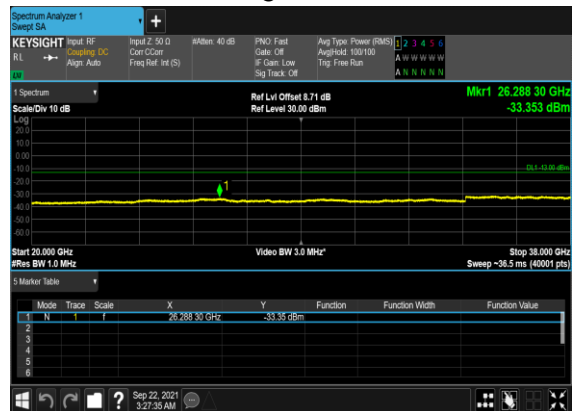 Spectrum Analyzer 1
Swept SA
+
KEYSIGHT Input: RF Input Z: 50 Ω #Atten: 40 dB PNO: Fast Avg Type: Power (RMS) 1 2 3 4 5 6
RL Coupling: DC Corr CCorr Gate: Off Avg|Hold: 100/100 A W W W W W
Align: Auto Freq Ref: Int (S) IF Gain: Low Trig: Free Run
Sig Track: Off A N N N N N
1 Spectrum Ref Lvl Offset 8.71 dB Mkr1 26.288 30 GHz
Scale/Div 10 dB Ref Level 30.00 dBm -33.353 dBm
Log
20.0
10.0
0.00
-10.0 DL1 -13.00 dBm
-20.0
1
-30.0
-40.0
-50.0
-60.0
Start 20.000 GHz Video BW 3.0 MHz* Stop 38.000 GHz
#Res BW 1.0 MHz Sweep ~36.5 ms (40001 pts)
5 Marker Table
Mode Trace Scale X Y Function Function Width Function Value
1 N 1 f 26.288 30 GHz -33.35 dBm
2
3
4
5
6
? Sep 22, 2021
3:27:35 AM